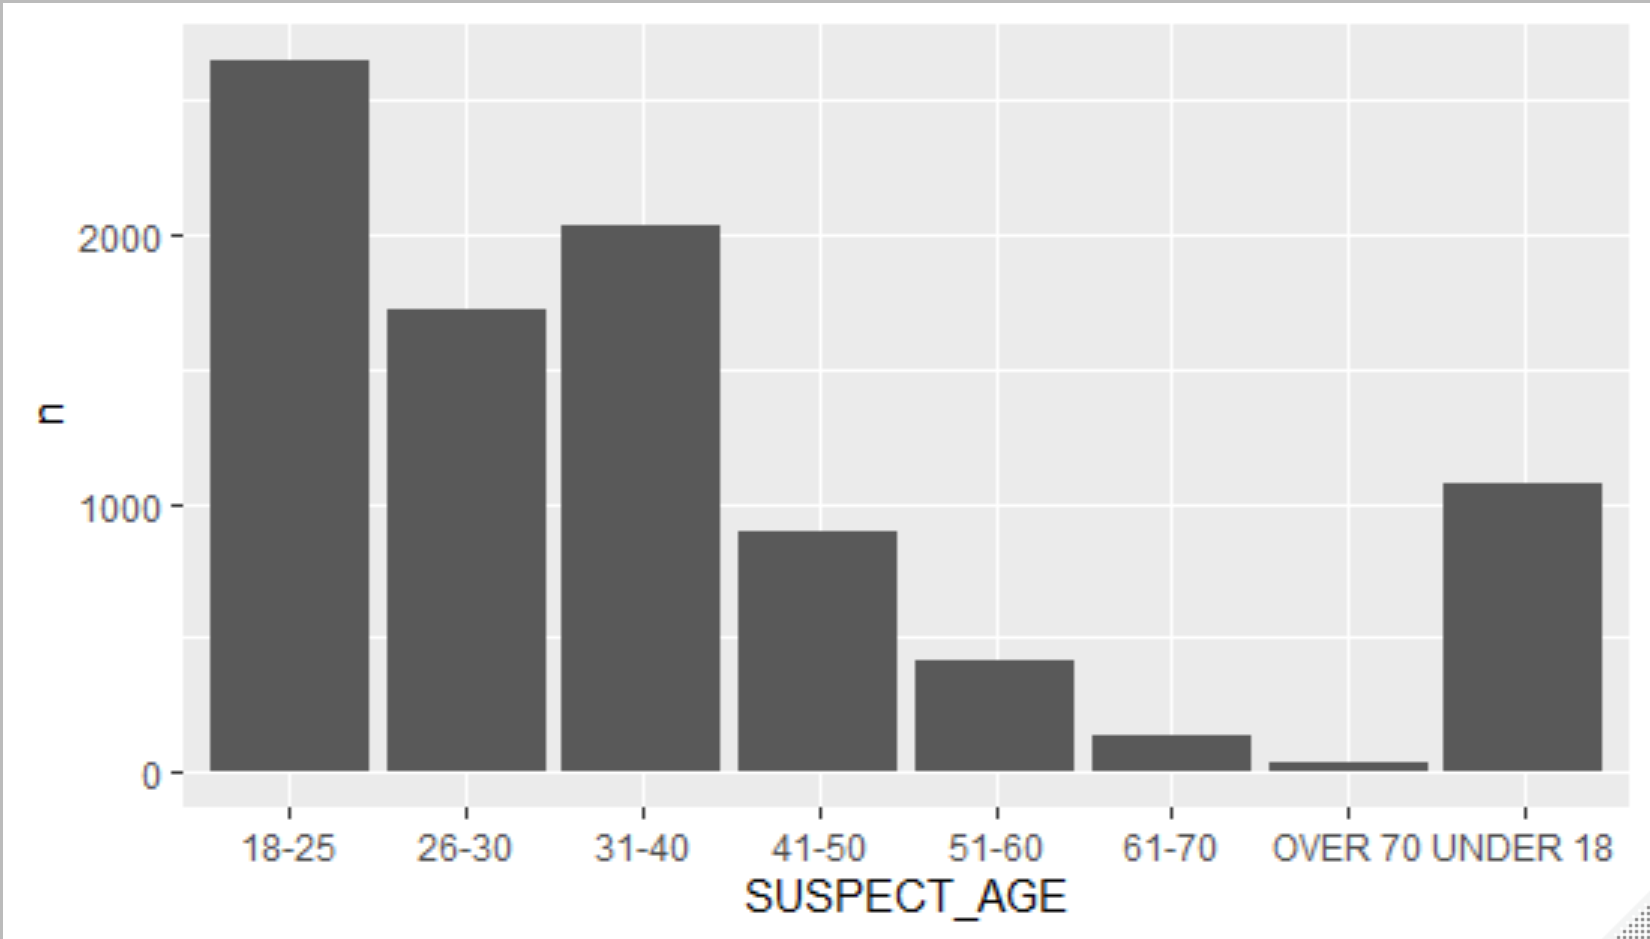 n
2000
1000
0
18-25 26-30 31-40 41-50 51-60 61-70 OVER 70 UNDER 18
SUSPECT_AGE